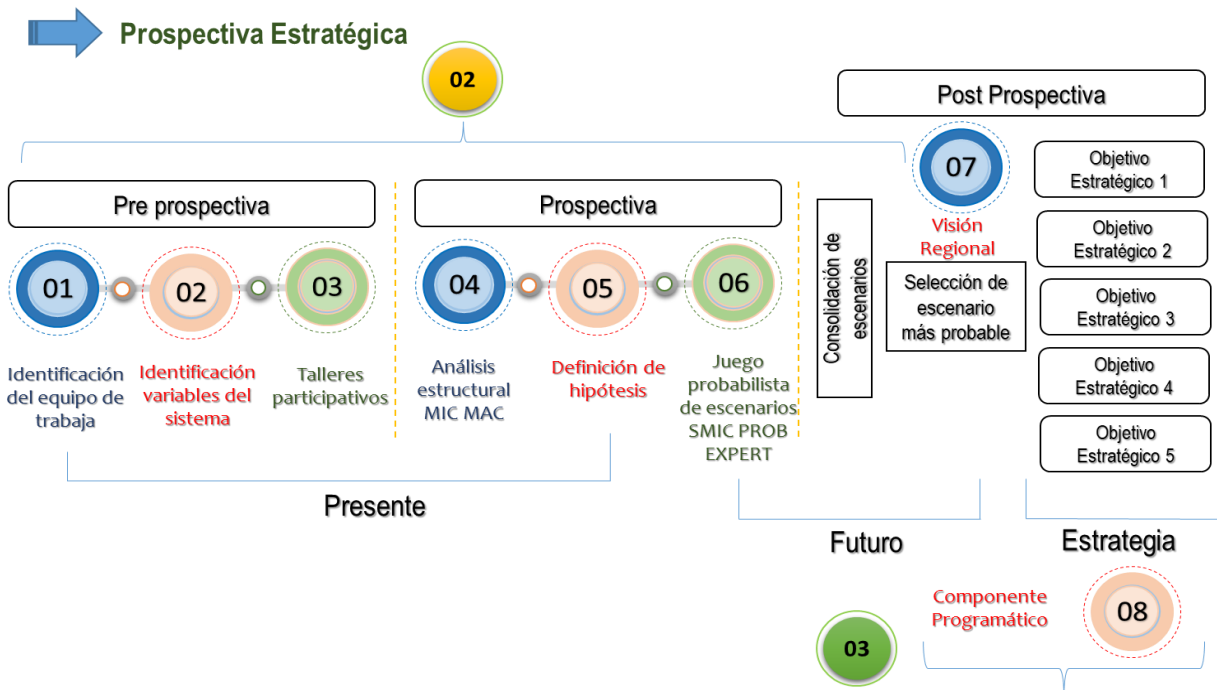 Prospectiva Estratégica
02
Post Prospectiva
Pre prospectiva
Prospectiva
01
02
03
04
05
06
07
Identificación
del equipo de
trabaja
Identificación
variables del
sistema
Talleres
participativos
Análisis
estructural
MIC MAC
Definición de
hipótesis
Juego
probabilista
de escenarios
SMIC PROB
EXPERT
Consolidación de
escenarios
Visión
Regional
Selección de
escenario
más probable
Objetivo
Estratégico 1
Objetivo
Estratégico 2
Objetivo
Estratégico 3
Objetivo
Estratégico 4
Objetivo
Estratégico 5
Presente
Futuro
Estrategia
Componente
Programático
08
03